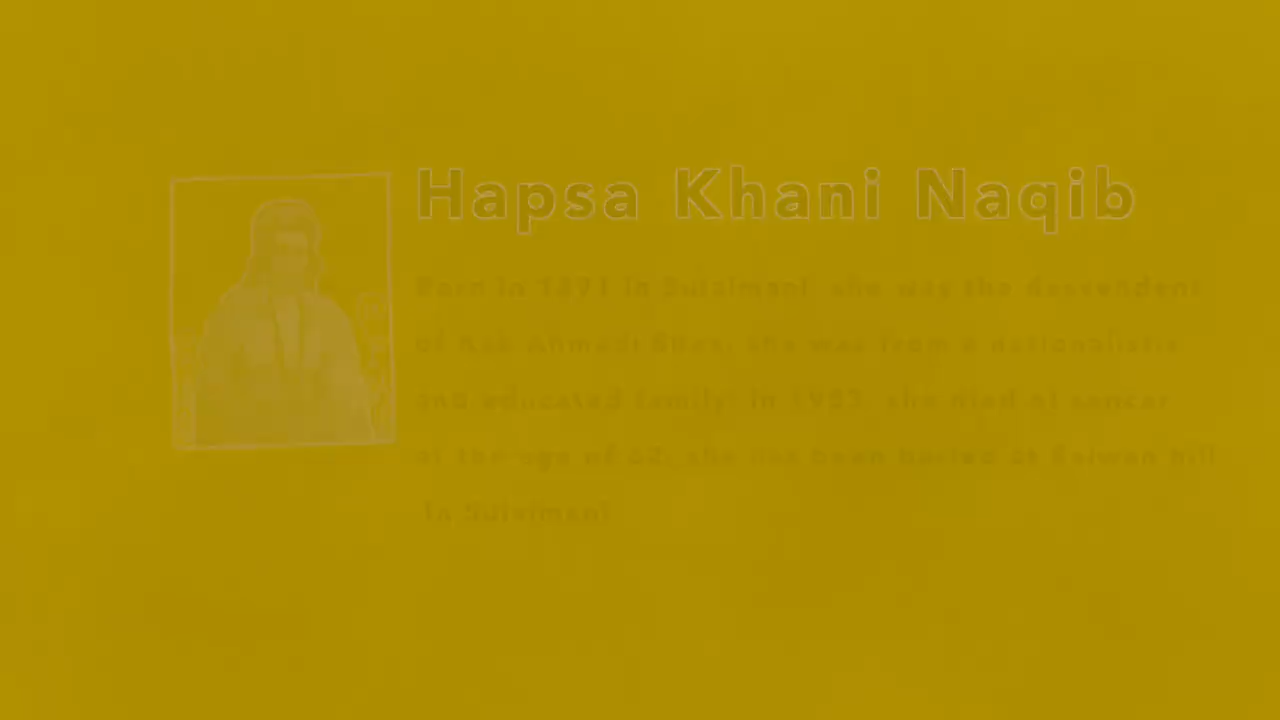 Hapsa Khani Naqib
Born in 1891 in Sulaimani, she was the descendent
of Ahmadi she was from a nationalistic
and educated family. In 1953, she died of cancer
at the age of 62, she has been buried at Saiwan hill
in Sulaimani